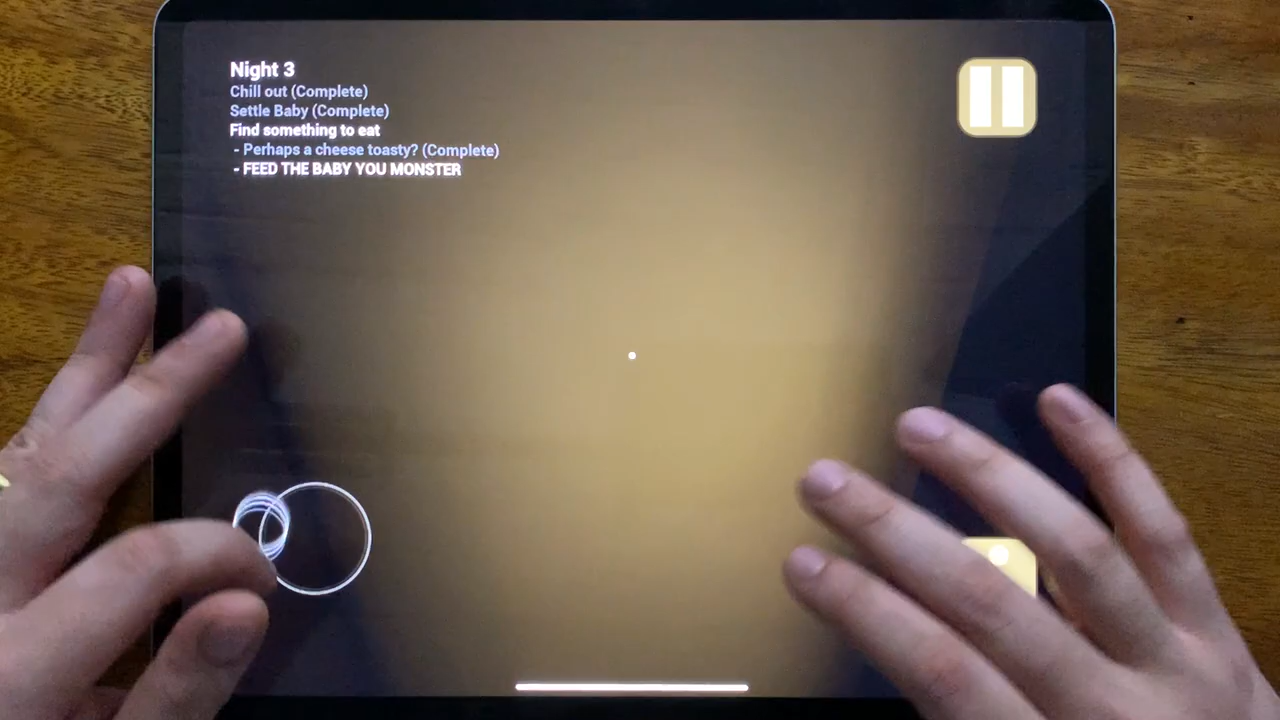 Night 3
Chill out (Complete)
Settle Baby (Complete)
Find something to eat
- Perhaps a cheese toasty? (Complete)
- FEED THE BABY YOU MONSTER